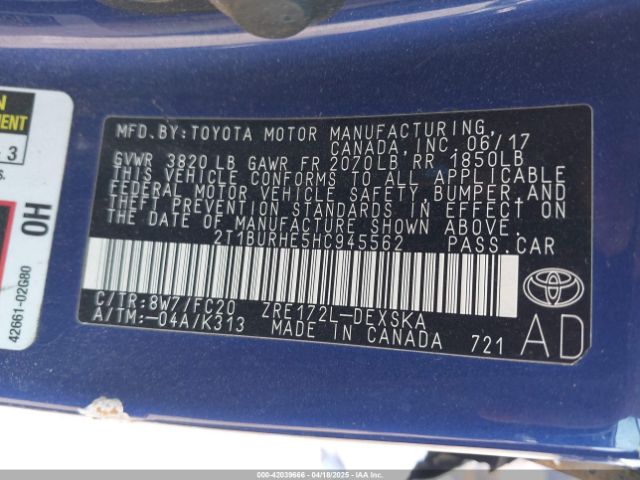 MFD. BY: TOYOTA MOTOR MANUFACTURING,
CANADA, INC. 06/17
GVWR 3820 LB GAWR FR 2070LB RR 1850LB
THIS VEHICLE CONFORMS TO ALL APPLICABLE
FEDERAL MOTOR VEHICLE SAFETY, BUMPER, AND
THEFT PREVENTION STANDARDS IN EFFECT ON
THE DATE OF MANUFACTURE SHOWN ABOVE.
2T1BURHE5HC945562 PASS. CAR
C/TR: 8W7/FC20 ZRE172L-DEXSKA
A/TM: -04A/K313 MADE IN CANADA 721
TOYOTA
AD
3
s.
OH
42661-02G80
000-42039666 - 04/18/2025 - IAA Inc.